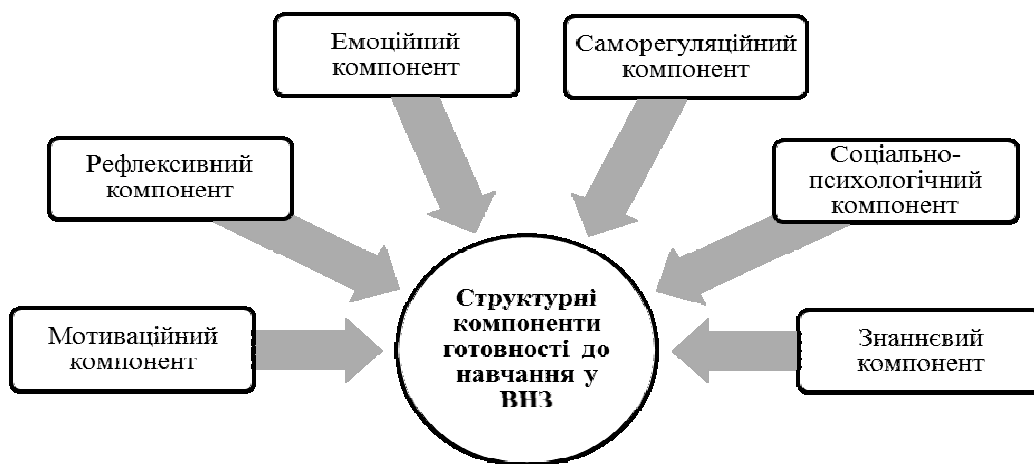 Емоційний
компонент
Саморегуляційний
компонент
Рефлексивний
компонент
Соціально-
психологічний
компонент
Мотиваційний
компонент
Структурні
компоненти
готовності до
навчання у
ВНЗ
Знаннєвий
компонент